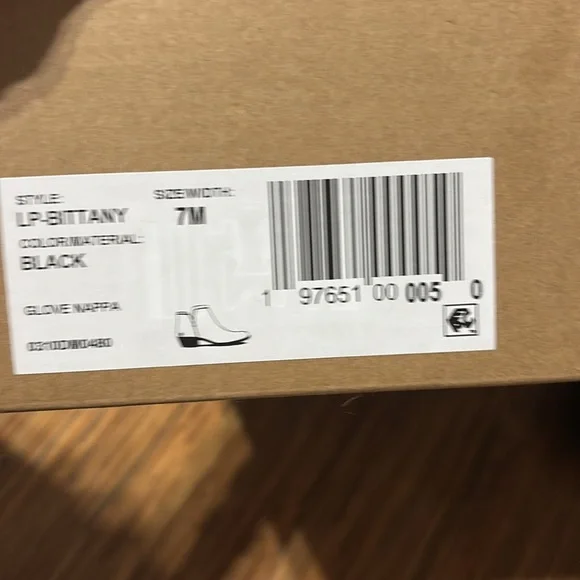 STYLE:
LP-BITTANY
COLOR/MATERIAL:
BLACK
GLOVE NAPPA
SIZE/WIDTH:
7M
1 97651 00 005 0